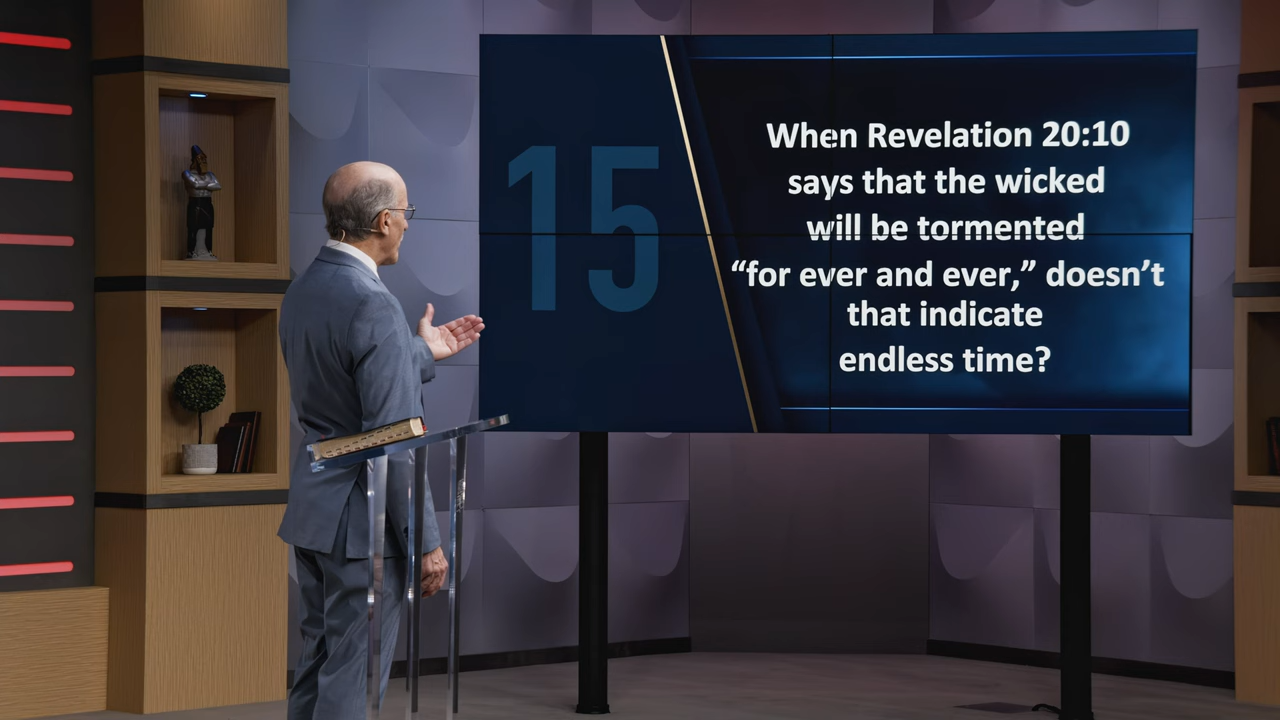 15
When Revelation 20:10
says that the wicked
will be tormented
“for ever and ever,” doesn’t
that indicate
endless time?